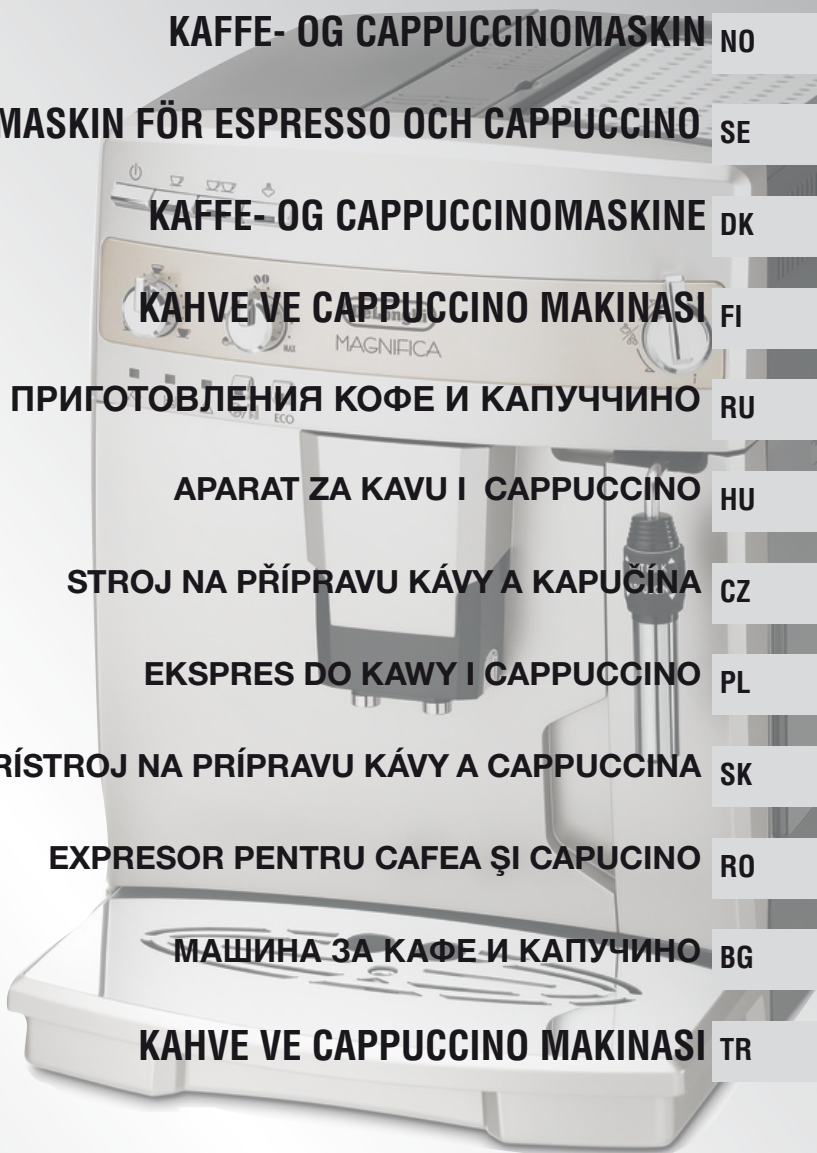 KAFFE- OG CAPPUCCINOMASKIN NO
MASKIN FÖR ESPRESSO OCH CAPPUCCINO SE
KAFFE- OG CAPPUCCINOMASKINE DK
KAHVE VE CAPPUCCINO MAKINASI FI
DeLonghi
MAGNIFICA
MAX
ПРИГОТОВЛЕНИЯ КОФЕ И КАПУЧЧИНО RU
ECO
APARAT ZA KAVU I CAPPUCCINO HU
STROJ NA PŘÍPRAVU KÁVY A KAPUČÍNA CZ
EKSPRES DO KAWY I CAPPUCCINO PL
RÍSTROJ NA PRÍPRAVU KÁVY A CAPPUCCINA SK
EXPRESOR PENTRU CAFEA ŞI CAPUCINO RO
МАШИНА ЗА КАФЕ И КАПУЧИНО BG
KAHVE VE CAPPUCCINO MAKINASI TR